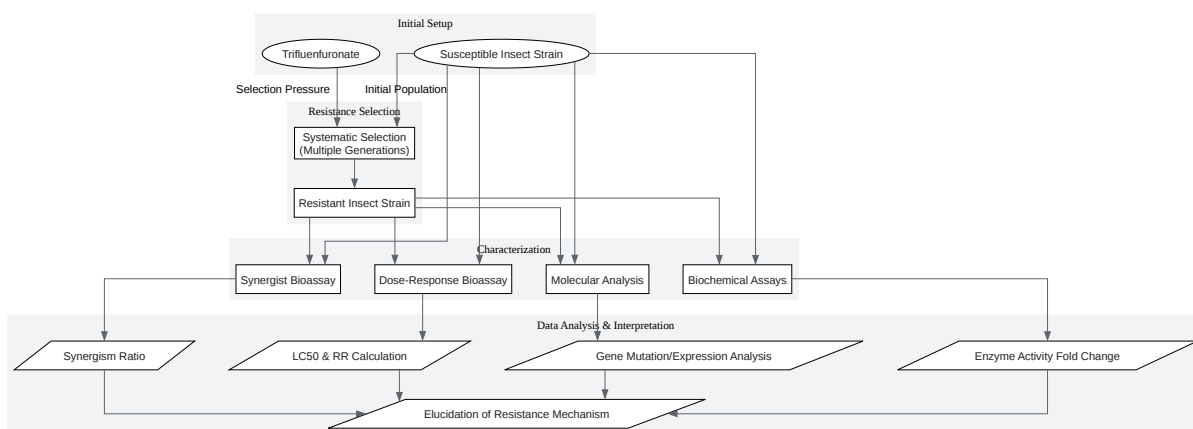 Initial Setup
Trifluenfuronate
Susceptible Insect Strain
Selection Pressure
Initial Population
Resistance Selection
Systematic Selection
(Multiple Generations)
Resistant Insect Strain
Characterization
Synergist Bioassay
Dose-Response Bioassay
Molecular Analysis
Biochemical Assays
Data Analysis & Interpretation
Synergism Ratio
LC50 & RR Calculation
Gene Mutation/Expression Analysis
Enzyme Activity Fold Change
Elucidation of Resistance Mechanism